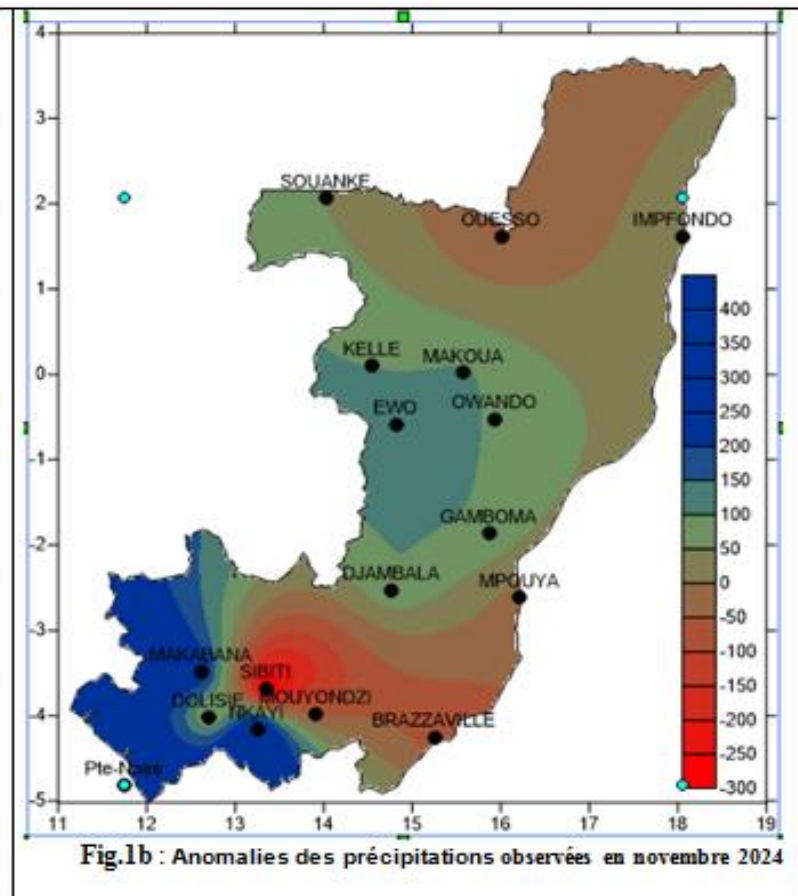 4
3
2
1
0
-1
-2
-3
-4
-5
SOUANKE
OUESSO
IMPFONDO
KELLE
MAKOUA
EWO
OWANDO
GAMBOMA
DJAMBALA
MPOUYA
MAKABANA
SIBITI
DOLISIE
MOUYONDZI
NKAYI
BRAZZAVILLE
Pte-Noire
400
350
300
250
200
150
100
50
0
-50
-100
-150
-200
-250
-300
11 12 13 14 15 16 17 18 19
Fig.1b : Anomalies des précipitations observées en novembre 2024